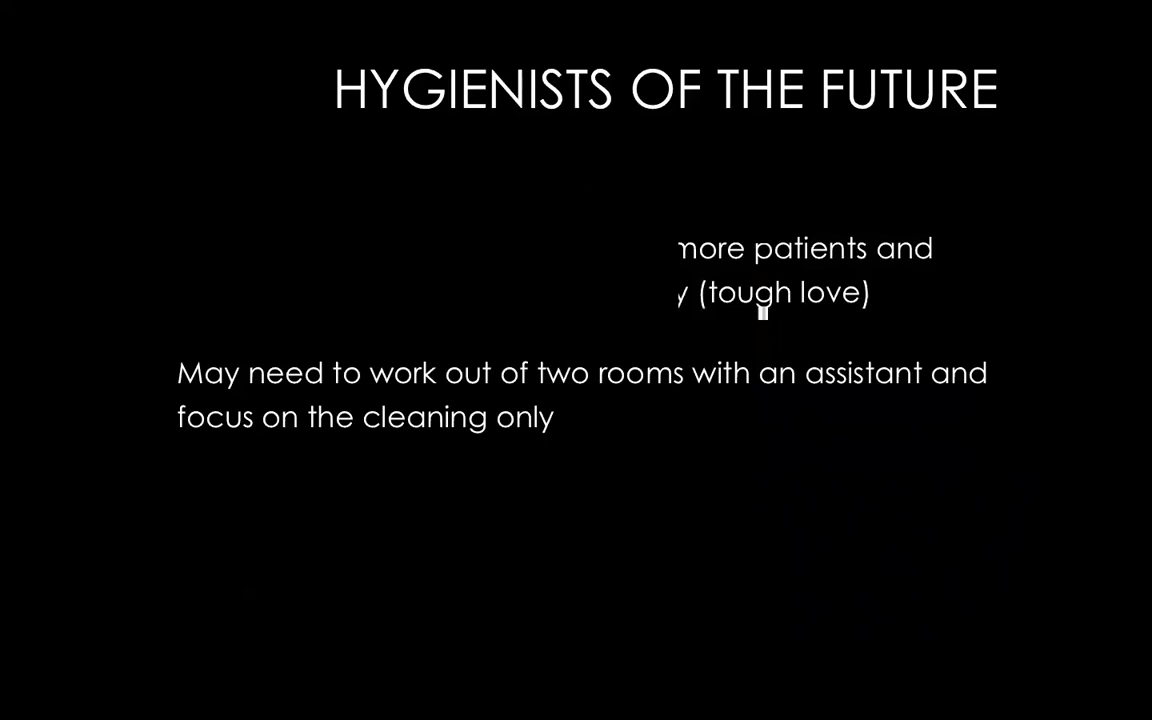 HYGIENISTS OF THE FUTURE
more patients and
(tough love)
May need to work out of two rooms with an assistant and
focus on the cleaning only